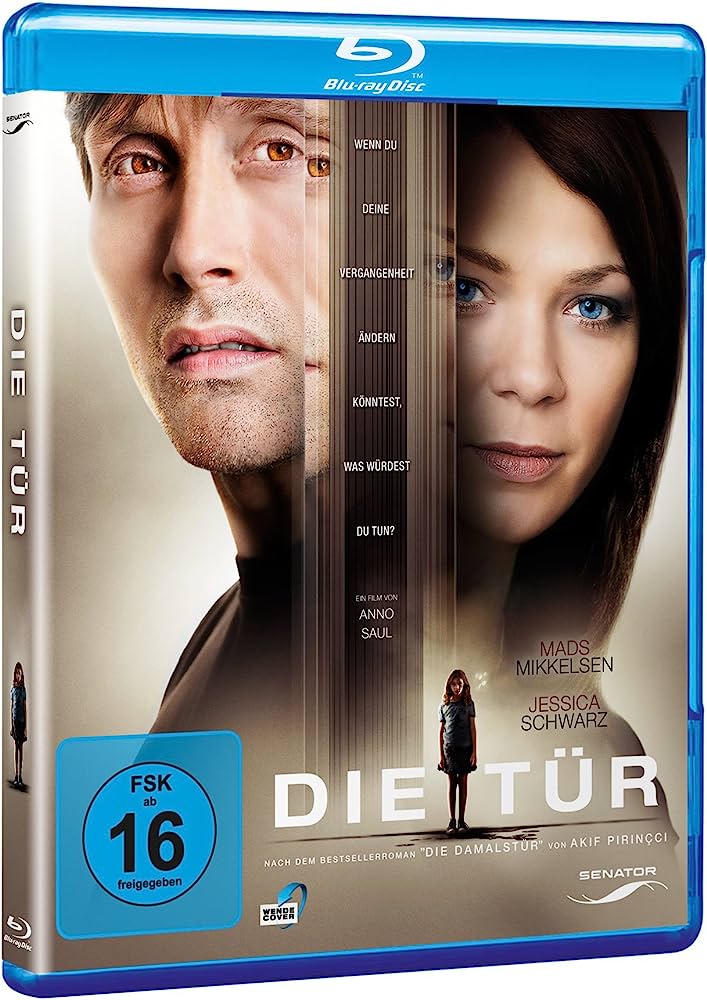 Blu-ray Disc™
SENATOR
DIE TÜR
Blu-ray Disc
WENN DU
DEINE
VERGANGENHEIT
ÄNDERN
KÖNNTEST,
WAS WÜRDEST
DU TUN?
EIN FILM VON
ANNO
SAUL
MADS
MIKKELSEN
JESSICA
SCHWARZ
DIE TÜR
NACH DEM BESTSELLERROMAN "DIE DAMALSTÜR" VON AKIF PIRINÇCI
FSK
ab
16
freigegeben
WENDE
COVER
SENATOR